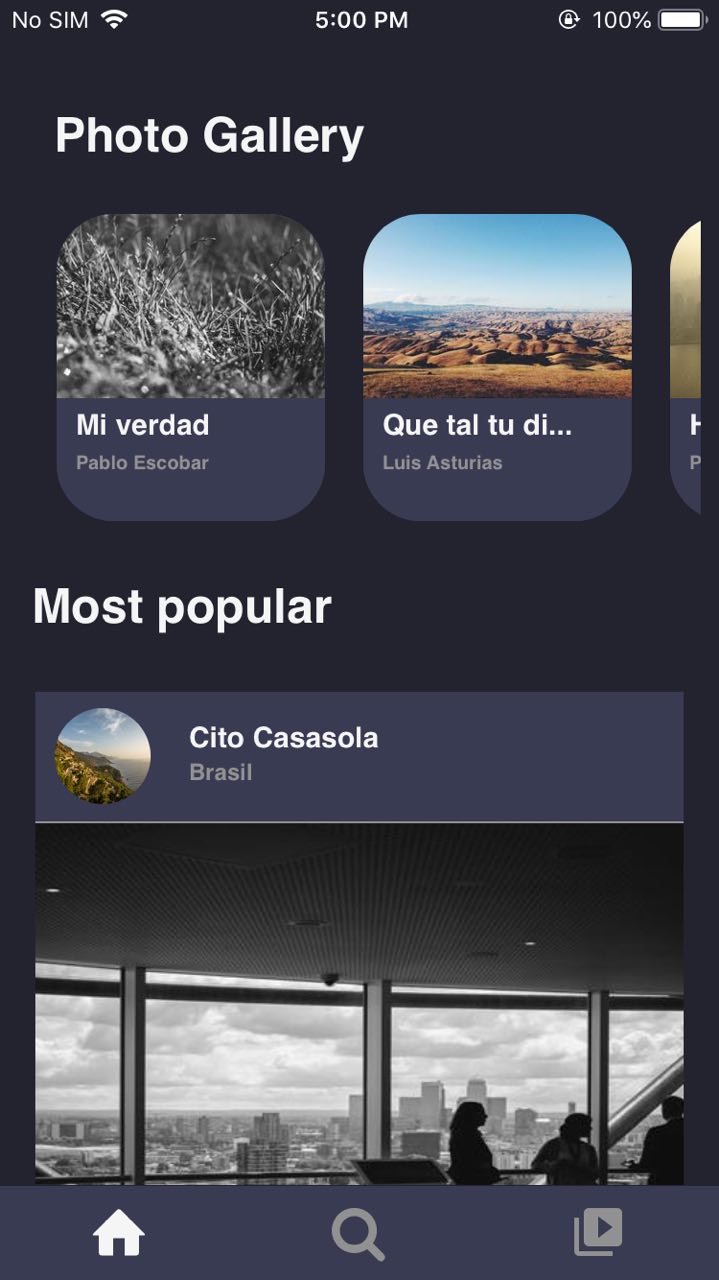 No SIM 5:00 PM 100%
Photo Gallery
Mi verdad
Pablo Escobar
Que tal tu di...
Luis Asturias
Most popular
Cito Casasola
Brasil